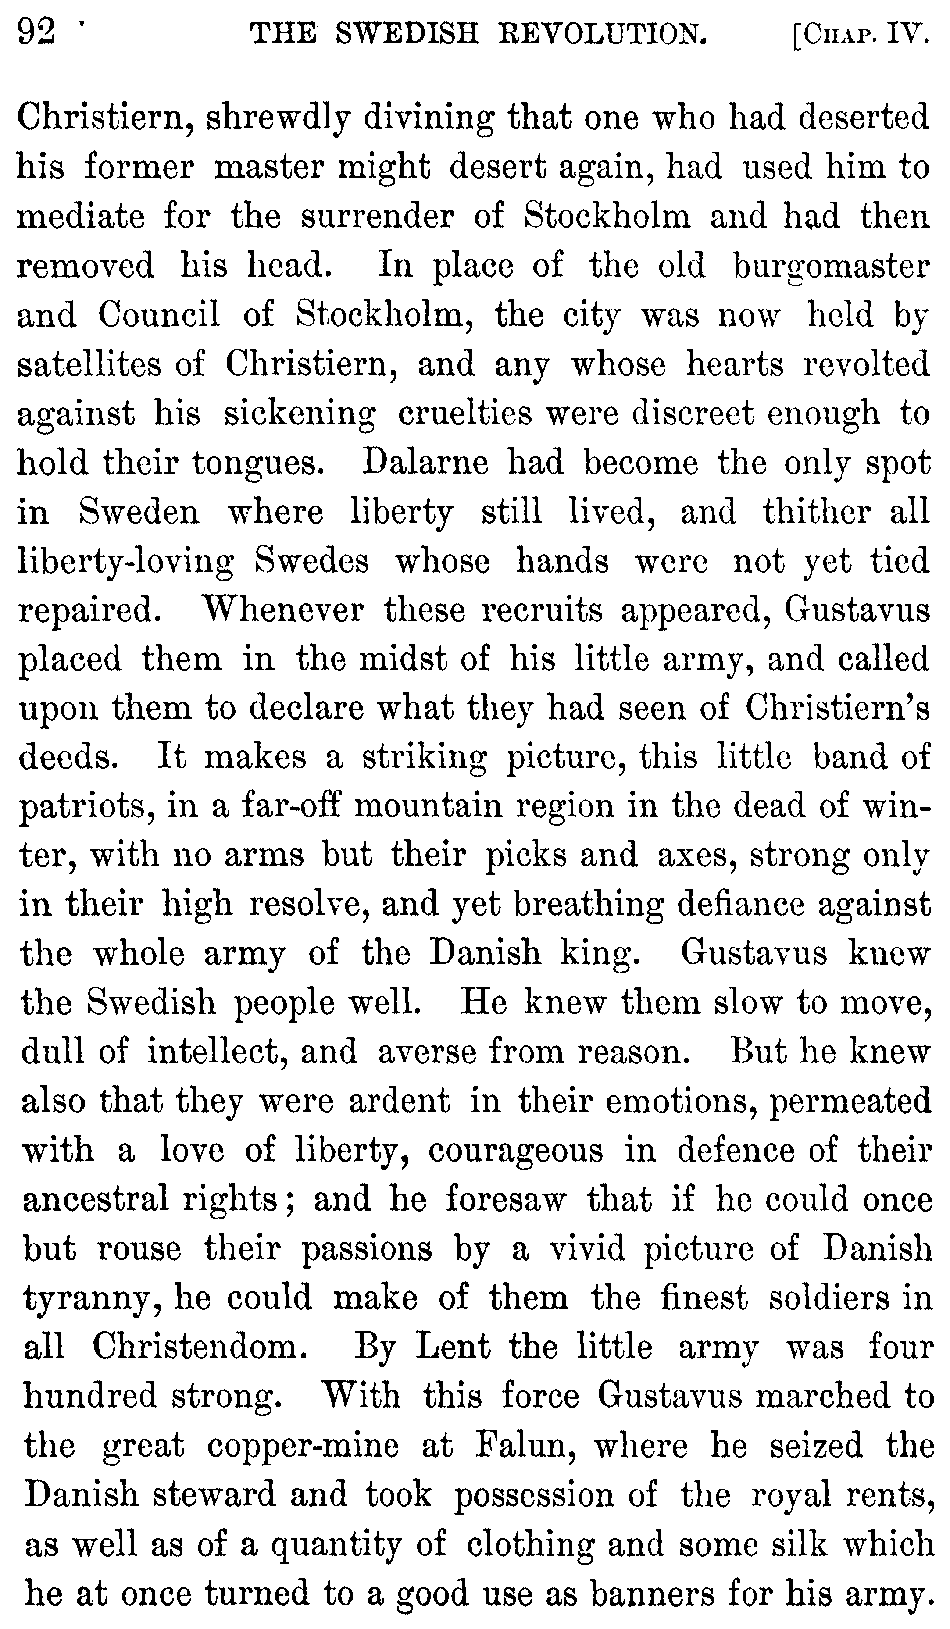 92 THE SWEDISH REVOLUTION. [CHAP. IV.
Christiern, shrewdly divining that one who had deserted
his former master might desert again, had used him to
mediate for the surrender of Stockholm and had then
removed his head. In place of the old burgomaster
and Council of Stockholm, the city was now held by
satellites of Christiern, and any whose hearts revolted
against his sickening cruelties were discreet enough to
hold their tongues. Dalarne had become the only spot
in Sweden where liberty still lived, and thither all
liberty-loving Swedes whose hands were not yet tied
repaired. Whenever these recruits appeared, Gustavus
placed them in the midst of his little army, and called
upon them to declare what they had seen of Christiern's
deeds. It makes a striking picture, this little band of
patriots, in a far-off mountain region in the dead of win-
ter, with no arms but their picks and axes, strong only
in their high resolve, and yet breathing defiance against
the whole army of the Danish king. Gustavus knew
the Swedish people well. He knew them slow to move,
dull of intellect, and averse from reason. But he knew
also that they were ardent in their emotions, permeated
with a love of liberty, courageous in defence of their
ancestral rights; and he foresaw that if he could once
but rouse their passions by a vivid picture of Danish
tyranny, he could make of them the finest soldiers in
all Christendom. By Lent the little army was four
hundred strong. With this force Gustavus marched to
the great copper-mine at Falun, where he seized the
Danish steward and took possession of the royal rents,
as well as of a quantity of clothing and some silk which
he at once turned to a good use as banners for his army.